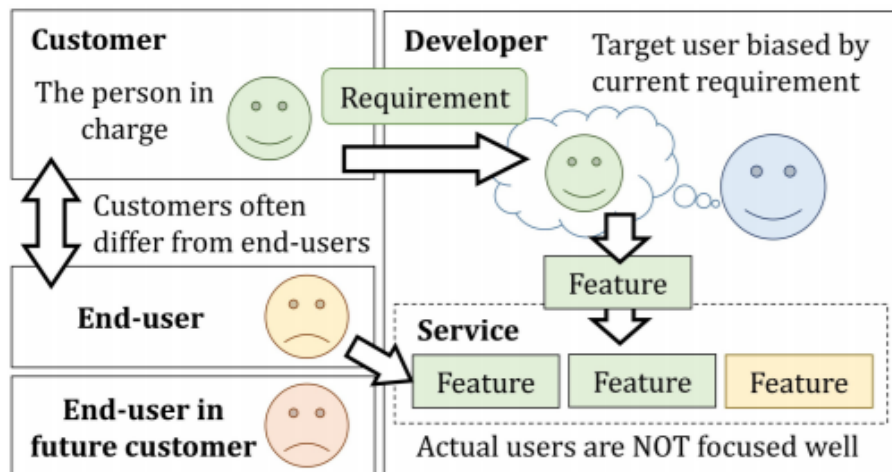 Customer
The person in
charge
Requirement
Customers often
differ from end-users
End-user
End-user in
future customer
Developer
Target user biased by
current requirement
Feature
Service
Feature
Feature
Feature
Actual users are NOT focused well